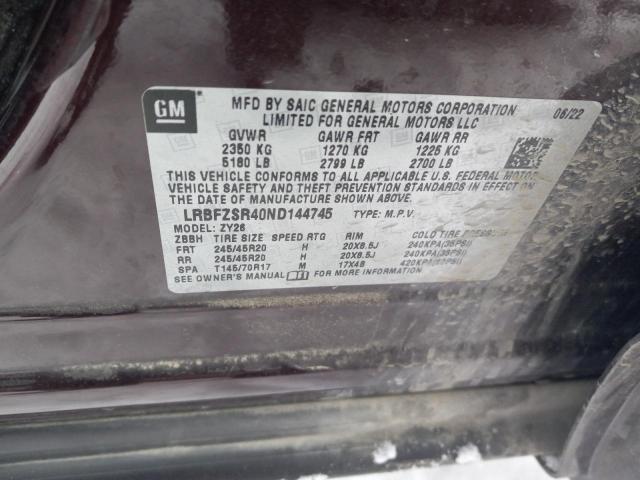 GM
MFD BY SAIC GENERAL MOTORS CORPORATION 06/22
LIMITED FOR GENERAL MOTORS LLC
GVWR GAWR FRT GAWR RR
2350 KG 1270 KG 1225 KG
5180 LB 2799 LB 2700 LB
THIS VEHICLE CONFORMS TO ALL APPLICABLE U.S. FEDERAL MOTOR
VEHICLE SAFETY AND THEFT PREVENTION STANDARDS IN EFFECT ON
THE DATE OF MANUFACTURE SHOWN ABOVE.
LRBFZSR40ND144745 TYPE: M.P.V.
MODEL: ZY26
ZBBH TIRE SIZE SPEED RTG RIM COLD TIRE PRESSURE
FRT 245/45R20 H 20X8.5J 240KPA(35PSI)
RR 245/45R20 H 20X8.5J 240KPA(35PSI)
SPA T145/70R17 M 17X4B 420KPA
SEE OWNER'S MANUAL